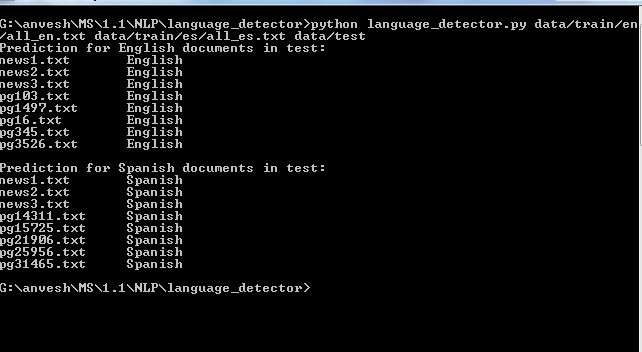 G:\anvesh\MS\1.1\NLP\language_detector>python language_detector.py data/train/en
/all_en.txt data/train/es/all_es.txt data/test
Prediction for English documents in test:
news1.txt       English
news2.txt       English
news3.txt       English
pg103.txt       English
pg1497.txt      English
pg16.txt        English
pg345.txt       English
pg3526.txt      English

Prediction for Spanish documents in test:
news1.txt       Spanish
news2.txt       Spanish
news3.txt       Spanish
pg14311.txt     Spanish
pg15725.txt     Spanish
pg21906.txt     Spanish
pg25956.txt     Spanish
pg31465.txt     Spanish

G:\anvesh\MS\1.1\NLP\language_detector>